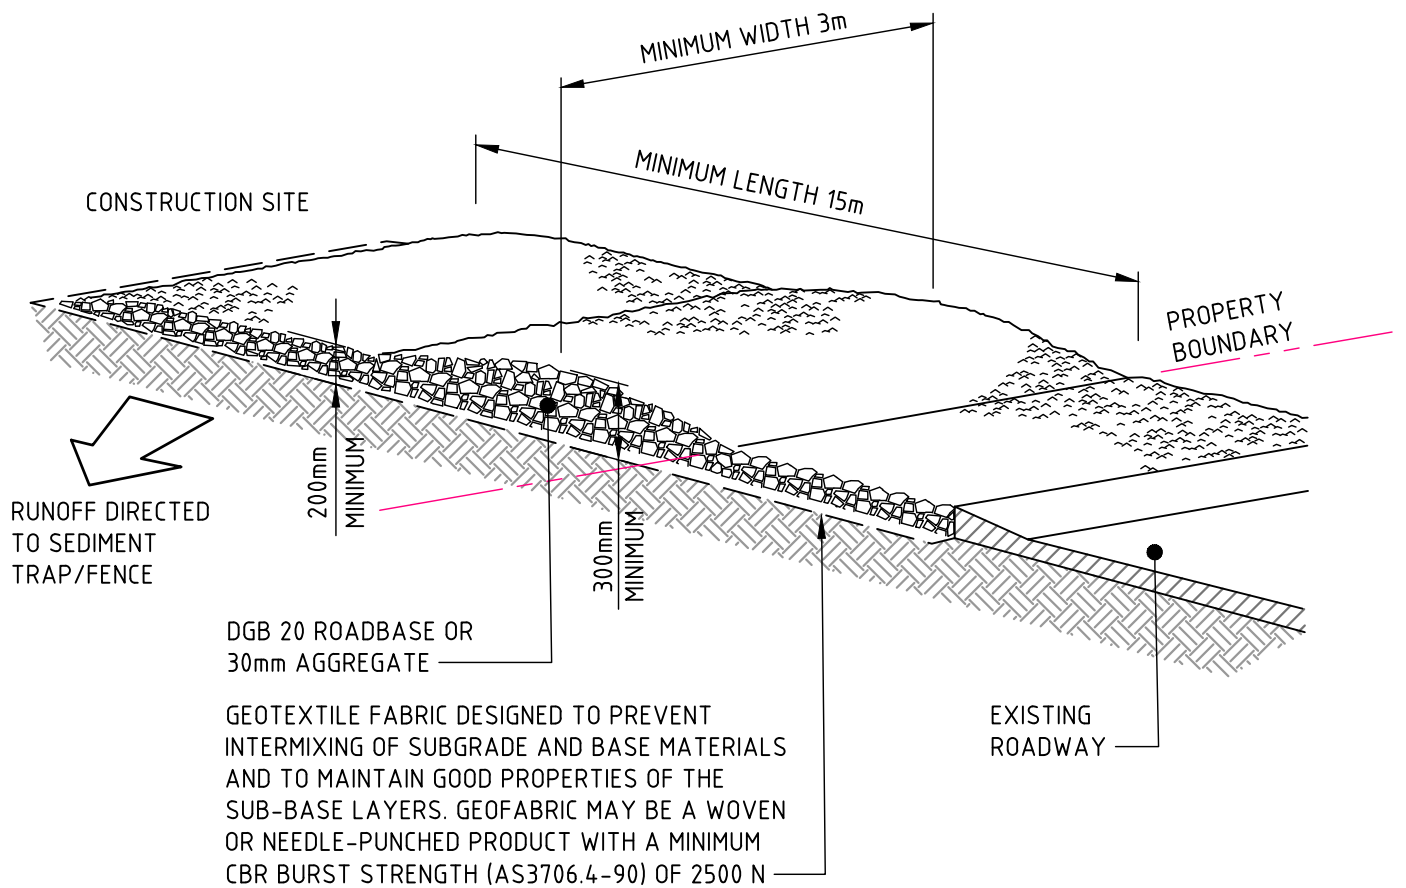 MINIMUM WIDTH 3m
MINIMUM LENGTH 15m
CONSTRUCTION SITE
PROPERTY
BOUNDARY
200mm
MINIMUM
300mm
MINIMUM
RUNOFF DIRECTED
TO SEDIMENT
TRAP/FENCE
DGB 20 ROADBASE OR
30mm AGGREGATE
GEOTEXTILE FABRIC DESIGNED TO PREVENT
INTERMIXING OF SUBGRADE AND BASE MATERIALS
AND TO MAINTAIN GOOD PROPERTIES OF THE
SUB-BASE LAYERS. GEOFABRIC MAY BE A WOVEN
OR NEEDLE-PUNCHED PRODUCT WITH A MINIMUM
CBR BURST STRENGTH (AS3706.4-90) OF 2500 N
EXISTING
ROADWAY